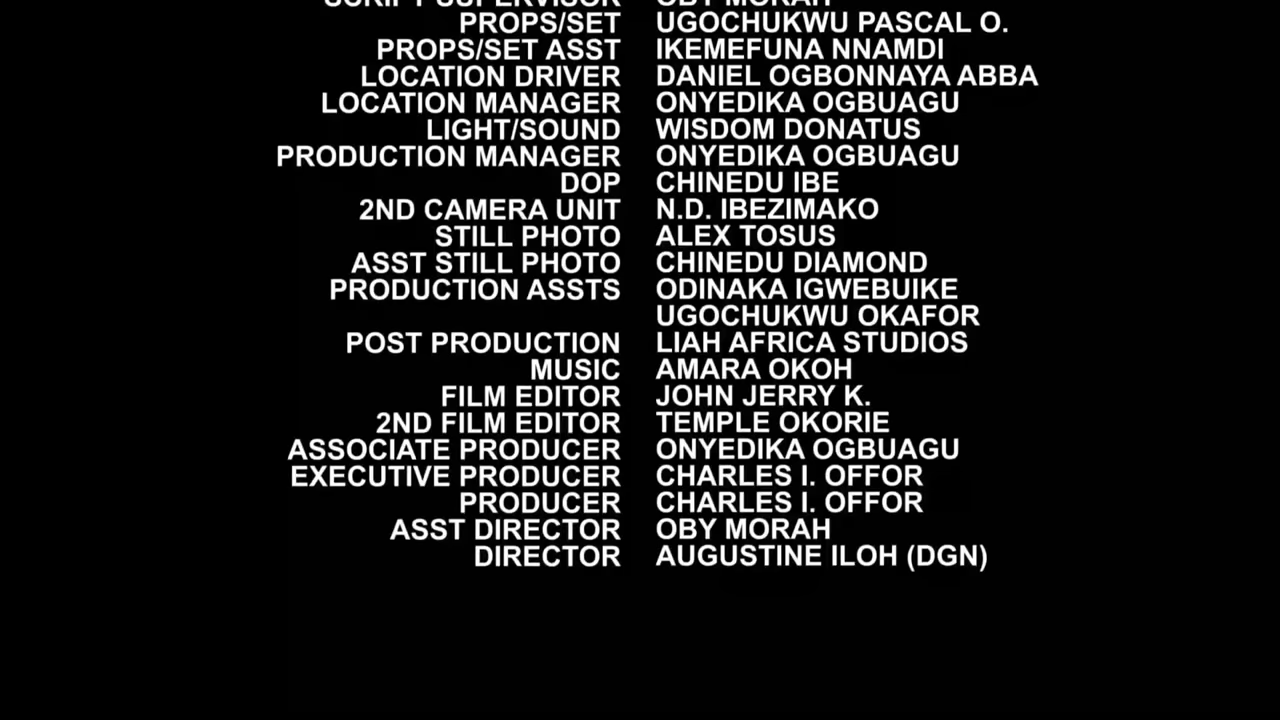 SCRIPT SUPERVISOR OBY MORAH
PROPS/SET UGOCHUKWU PASCAL O.
PROPS/SET ASST IKEMEFUNA NNAMDI
LOCATION DRIVER DANIEL OGBONNAYA ABBA
LOCATION MANAGER ONYEDIKA OGBUAGU
LIGHT/SOUND WISDOM DONATUS
PRODUCTION MANAGER ONYEDIKA OGBUAGU
DOP CHINEDU IBE
2ND CAMERA UNIT N.D. IBEZIMAKO
STILL PHOTO ALEX TOSUS
ASST STILL PHOTO CHINEDU DIAMOND
PRODUCTION ASSTS ODINAKA IGWEBUIKE
UGOCHUKWU OKAFOR
POST PRODUCTION LIAH AFRICA STUDIOS
MUSIC AMARA OKOH
FILM EDITOR JOHN JERRY K.
2ND FILM EDITOR TEMPLE OKORIE
ASSOCIATE PRODUCER ONYEDIKA OGBUAGU
EXECUTIVE PRODUCER CHARLES I. OFFOR
PRODUCER CHARLES I. OFFOR
ASST DIRECTOR OBY MORAH
DIRECTOR AUGUSTINE ILOH (DGN)